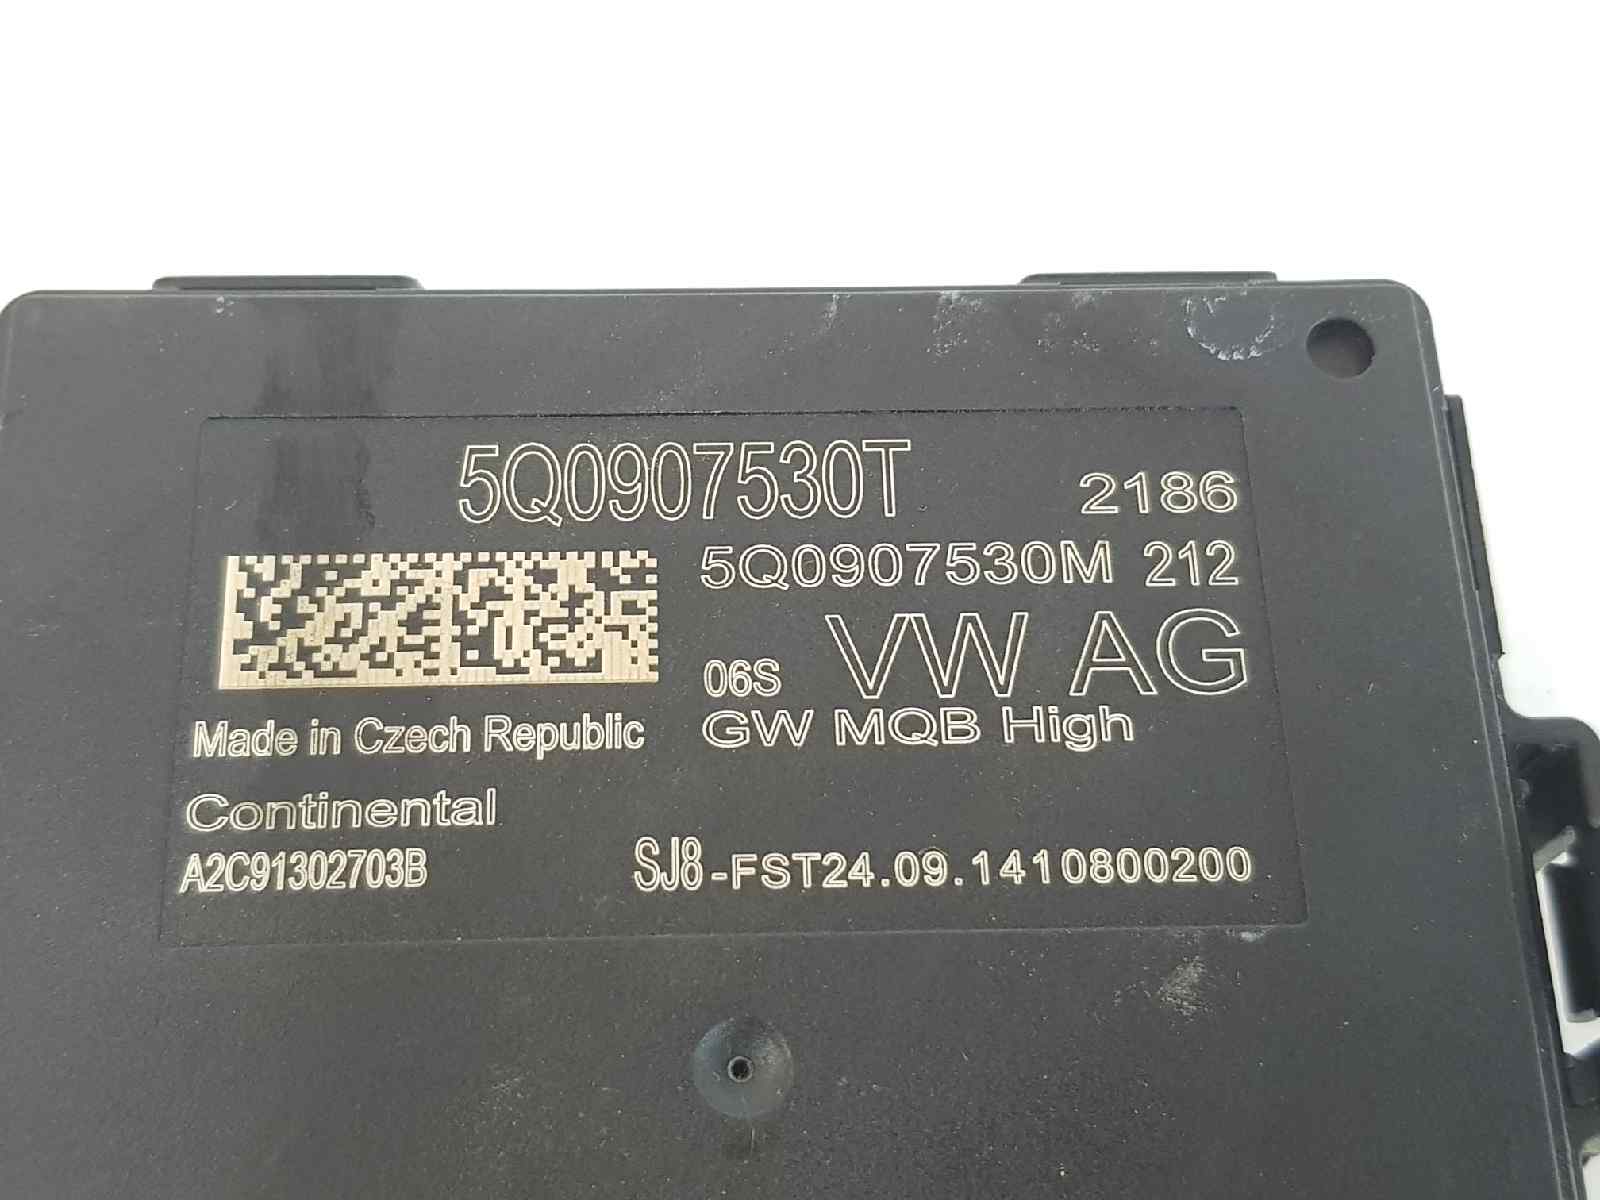 5Q0907530T 2186
5Q0907530M 212
06S VW AG
Made in Czech Republic GW MQB High
Continental
A2C91302703B SJ8-FST24.09.1410800200